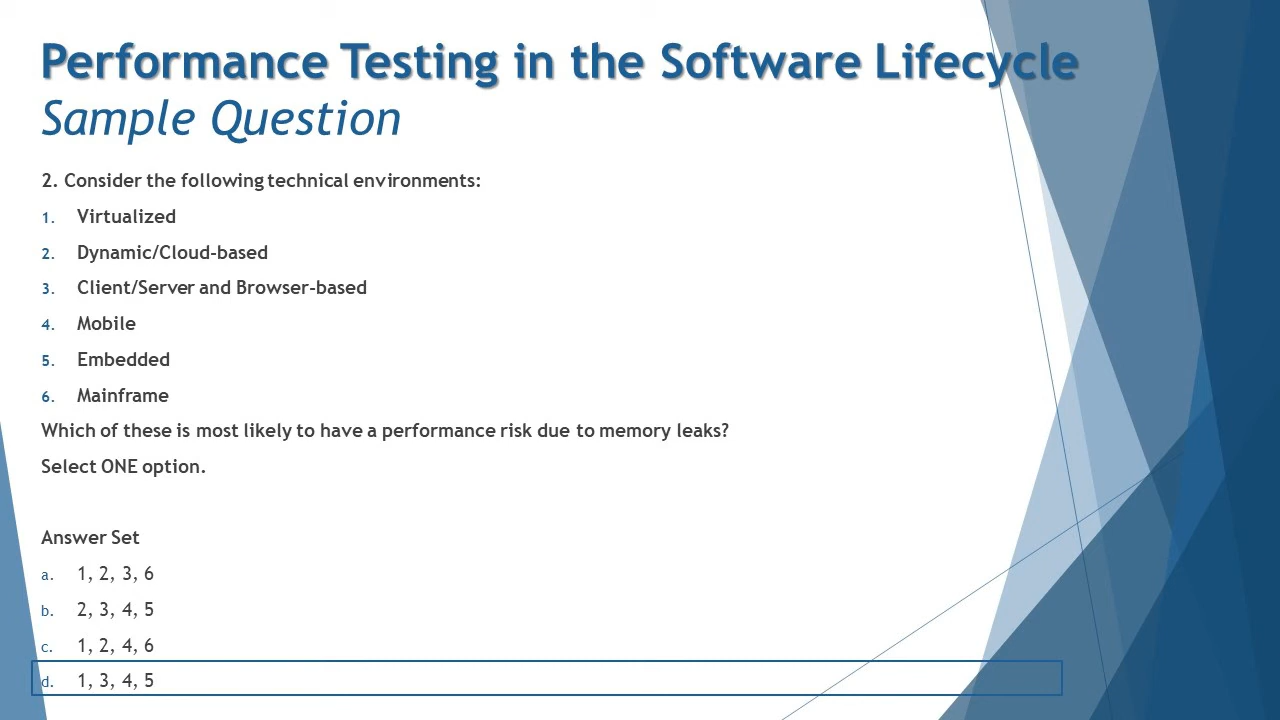 Performance Testing in the Software Lifecycle
Sample Question
2. Consider the following technical environments:
1. Virtualized
2. Dynamic/Cloud-based
3. Client/Server and Browser-based
4. Mobile
5. Embedded
6. Mainframe
Which of these is most likely to have a performance risk due to memory leaks?
Select ONE option.
Answer Set
a. 1, 2, 3, 6
b. 2, 3, 4, 5
c. 1, 2, 4, 6
d. 1, 3, 4, 5